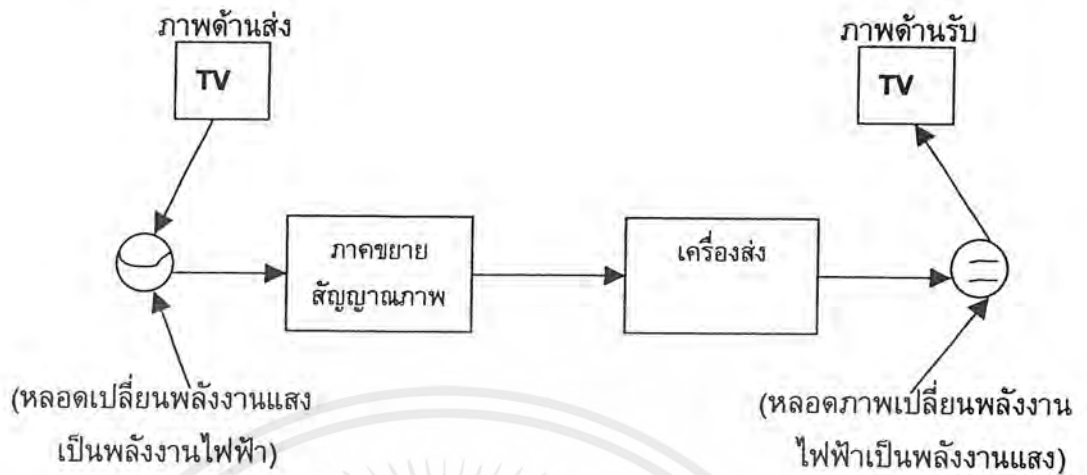 ภาพด้านส่ง
ภาพด้านรับ
TV
TV
ภาคขยาย
สัญญาณภาพ
เครื่องส่ง
(หลอดเปลี่ยนพลังงานแสง
เป็นพลังงานไฟฟ้า)
(หลอดภาพเปลี่ยนพลังงาน
ไฟฟ้าเป็นพลังงานแสง)